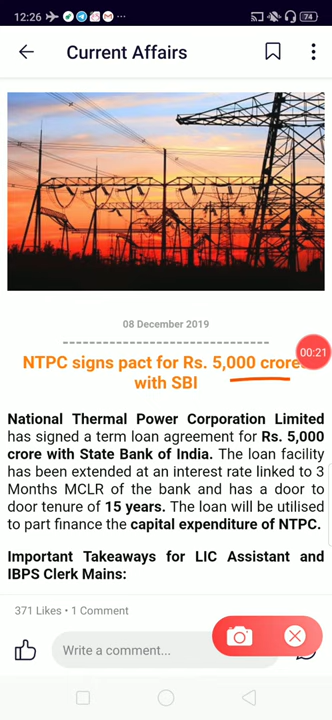 12:26
74
Current Affairs
08 December 2019
NTPC signs pact for Rs. 5,000 crore
with SBI
00:21
National Thermal Power Corporation Limited
has signed a term loan agreement for Rs. 5,000
crore with State Bank of India. The loan facility
has been extended at an interest rate linked to 3
Months MCLR of the bank and has a door to
door tenure of 15 years. The loan will be utilised
to part finance the capital expenditure of NTPC.
Important Takeaways for LIC Assistant and
IBPS Clerk Mains:
371 Likes • 1 Comment
Write a comment...